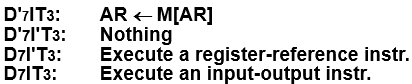 D'7IT3: AR ← M[AR]
D'7I'T3: Nothing
D7I'T3: Execute a register-reference instr.
D7IT3: Execute an input-output instr.